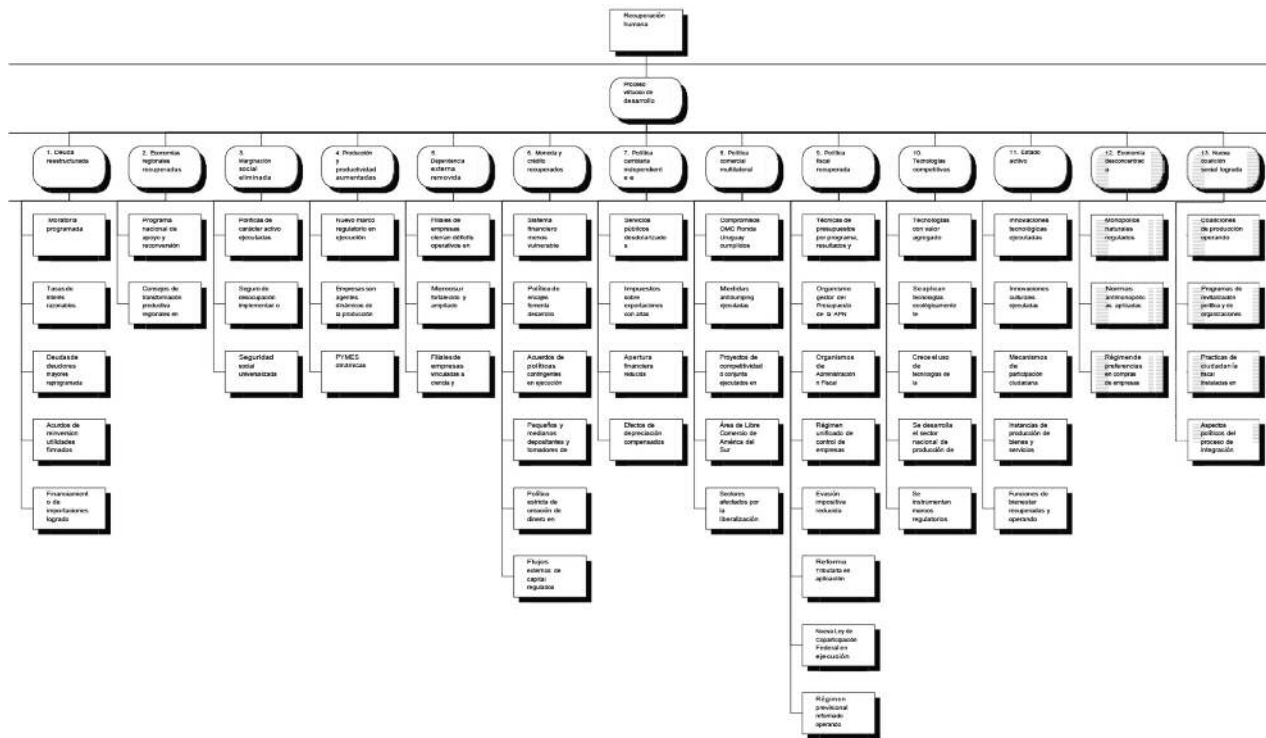 Recuperación
humana
Proceso
virtuoso de
desarrollo
1. Deuda
reestructurada
2. Economías
regionales
recuperadas
3.
Marginación
social
eliminada
4. Producción
y
productividad
aumentadas
5.
Dependencia
externa
removida
6. Moneda y
crédito
recuperados
7. Política
cambiaria
independient
e
8. Política
comercial
multilateral
9. Política
fiscal
recuperada
10.
Tecnologías
competitivas
11. Estado
activo
12. Economía
desconcentrad
a
13. Nueva
coalición
social lograda
Moratoria
programada
Tasas de
interés
razonables
Deudas de
deudores
mayores
reprogramada
Acurdos de
reinversión
utilidades
firmados
Financiamient
o de
importaciones
logrado
Programa
nacional de
apoyo y
reconversión
Consejos de
transformación
productiva
regionales en
Políticas de
carácter activo
ejecutadas
Seguro de
desocupación
implementar o
Seguridad
social
universalizada
Nuevo marco
regulatorio en
ejecución
Empresas son
agentes
dinámicos de
la producción
PYMES
dinámicas
Filiales de
empresas
cierran déficits
operativos en
Mercosur
fortalecido y
ampliado
Filiales de
empresas
vinculadas a
ciencia y
Sistema
financiero
menos
vulnerable
Política de
encajes
fomenta
desarrollo
Acuerdos de
políticas
contingentes
en ejecución
Pequeños y
medianos
depositantes y
tomadores de
Política
estricta de
creación de
dinero en
Flujos
externos de
capital
regulados
Servicios
públicos
desdolarizado
s
Impuestos
sobre
exportaciones
con altas
Apertura
financiera
reducida
Efectos de
depreciación
compensados
Compromisos
OMC Ronda
Uruguay
cumplidos
Medidas
antidumping
ejecutadas
Proyectos de
competitividad
d conjunta
ejecutados en
Área de Libre
Comercio de
América del
Sur
Sectores
afectados por
la
liberalización
Técnicas de
presupuestos
por programa,
resultados y
Organismo
gestor del
Presupuesto
de la APN
Organismos
de
Administración
n Fiscal
Régimen
unificado de
control de
empresas
Evasión
impositiva
reducida
Reforma
Tributaria en
aplicación
Nueva Ley de
Coparticipación
Federal en
ejecución
Régimen
previsional
reformado
operando
Tecnologías
con valor
agregado
Se aplican
tecnologías
ecológicamente
te
Crece el uso
de
tecnologías de
la
Se desarrolla
el sector
nacional de
producción de
Se
instrumentan
marcos
regulatorios
Innovaciones
tecnológicas
ejecutadas
Innovaciones
culturales
ejecutadas
Mecanismos
de
participación
ciudadana
Instancias de
producción de
bienes y
servicios
Funciones de
bienestar
recuperadas y
operando
Monopolios
naturales
regulados
Normas
antimonopólic
as aplicadas
Régimen de
preferencias
en compras
de empresas
Coaliciones
de producción
operando
Programas de
revitalización
política y de
organizaciones
Practicas de
ciudadanía
fiscal
instaladas en
Aspectos
políticos del
proceso de
integración